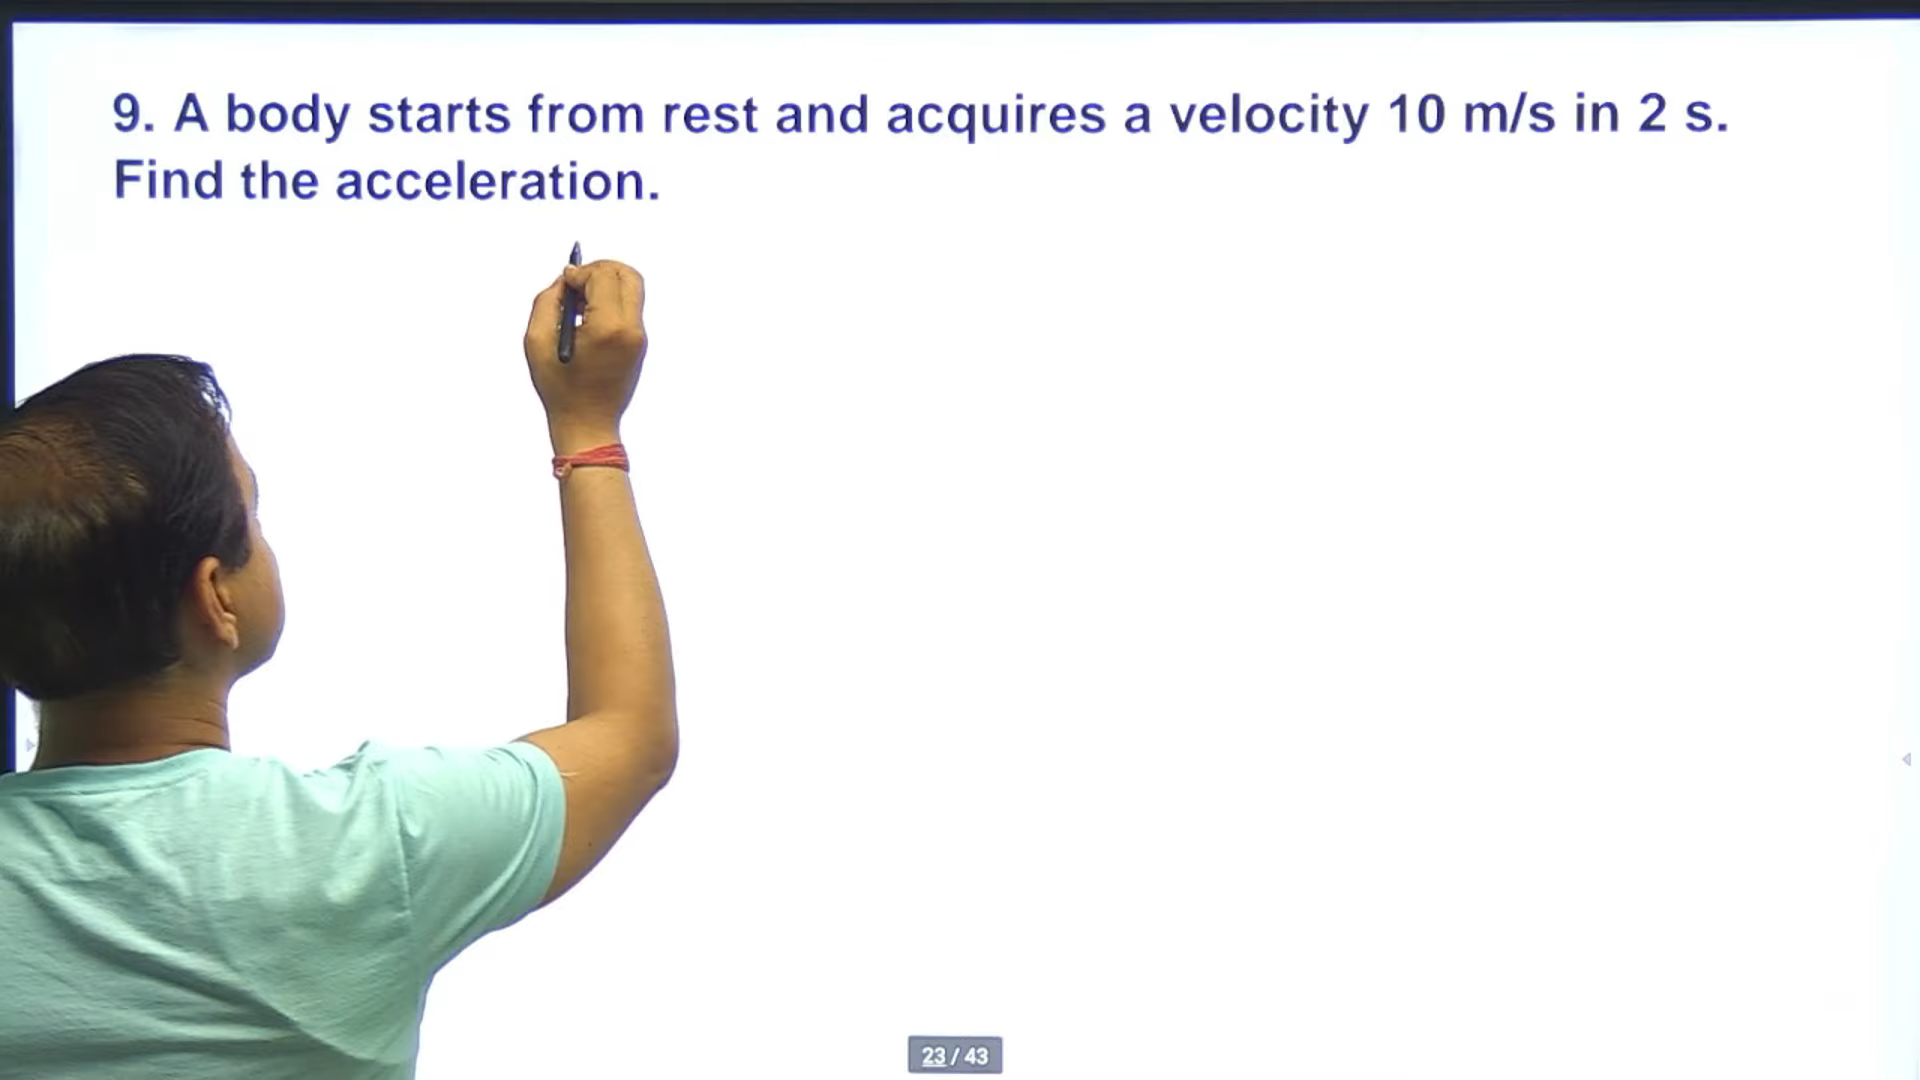 9. A body starts from rest and acquires a velocity 10 m/s in 2 s.
Find the acceleration.
23 / 43